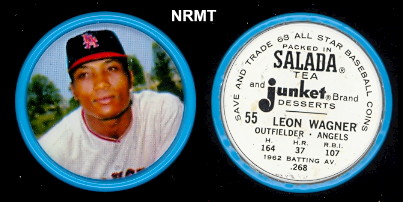 NRMT
SAVE AND TRADE 63 ALL STAR BASEBALL COINS
PACKED IN
SALADA®
TEA
and junket® Brand
DESSERTS
55 LEON WAGNER
OUTFIELDER - ANGELS
H. H.R. R.B.I.
164 37 107
1962 BATTING AV.
.268